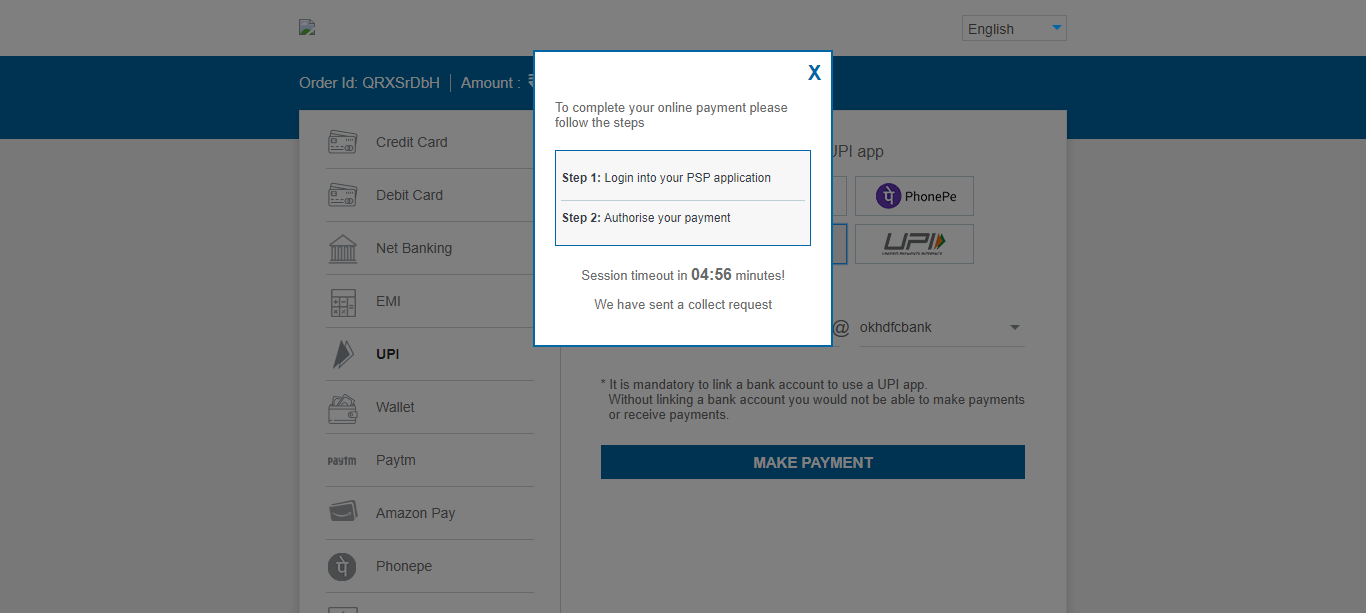 English
Order Id: QRXSrDbH | Amount :
X
To complete your online payment please
follow the steps
Step 1: Login into your PSP application
Step 2: Authorise your payment
Session timeout in 04:56 minutes!
We have sent a collect request
Credit Card
Debit Card
Net Banking
EMI
UPI
Wallet
Paytm
Paytm
Amazon Pay
Phonepe
UPI app
PhonePe
UPI
UNIFIED PAYMENTS INTERFACE
@ okhdfcbank
* It is mandatory to link a bank account to use a UPI app.
Without linking a bank account you would not be able to make payments
or receive payments.
MAKE PAYMENT